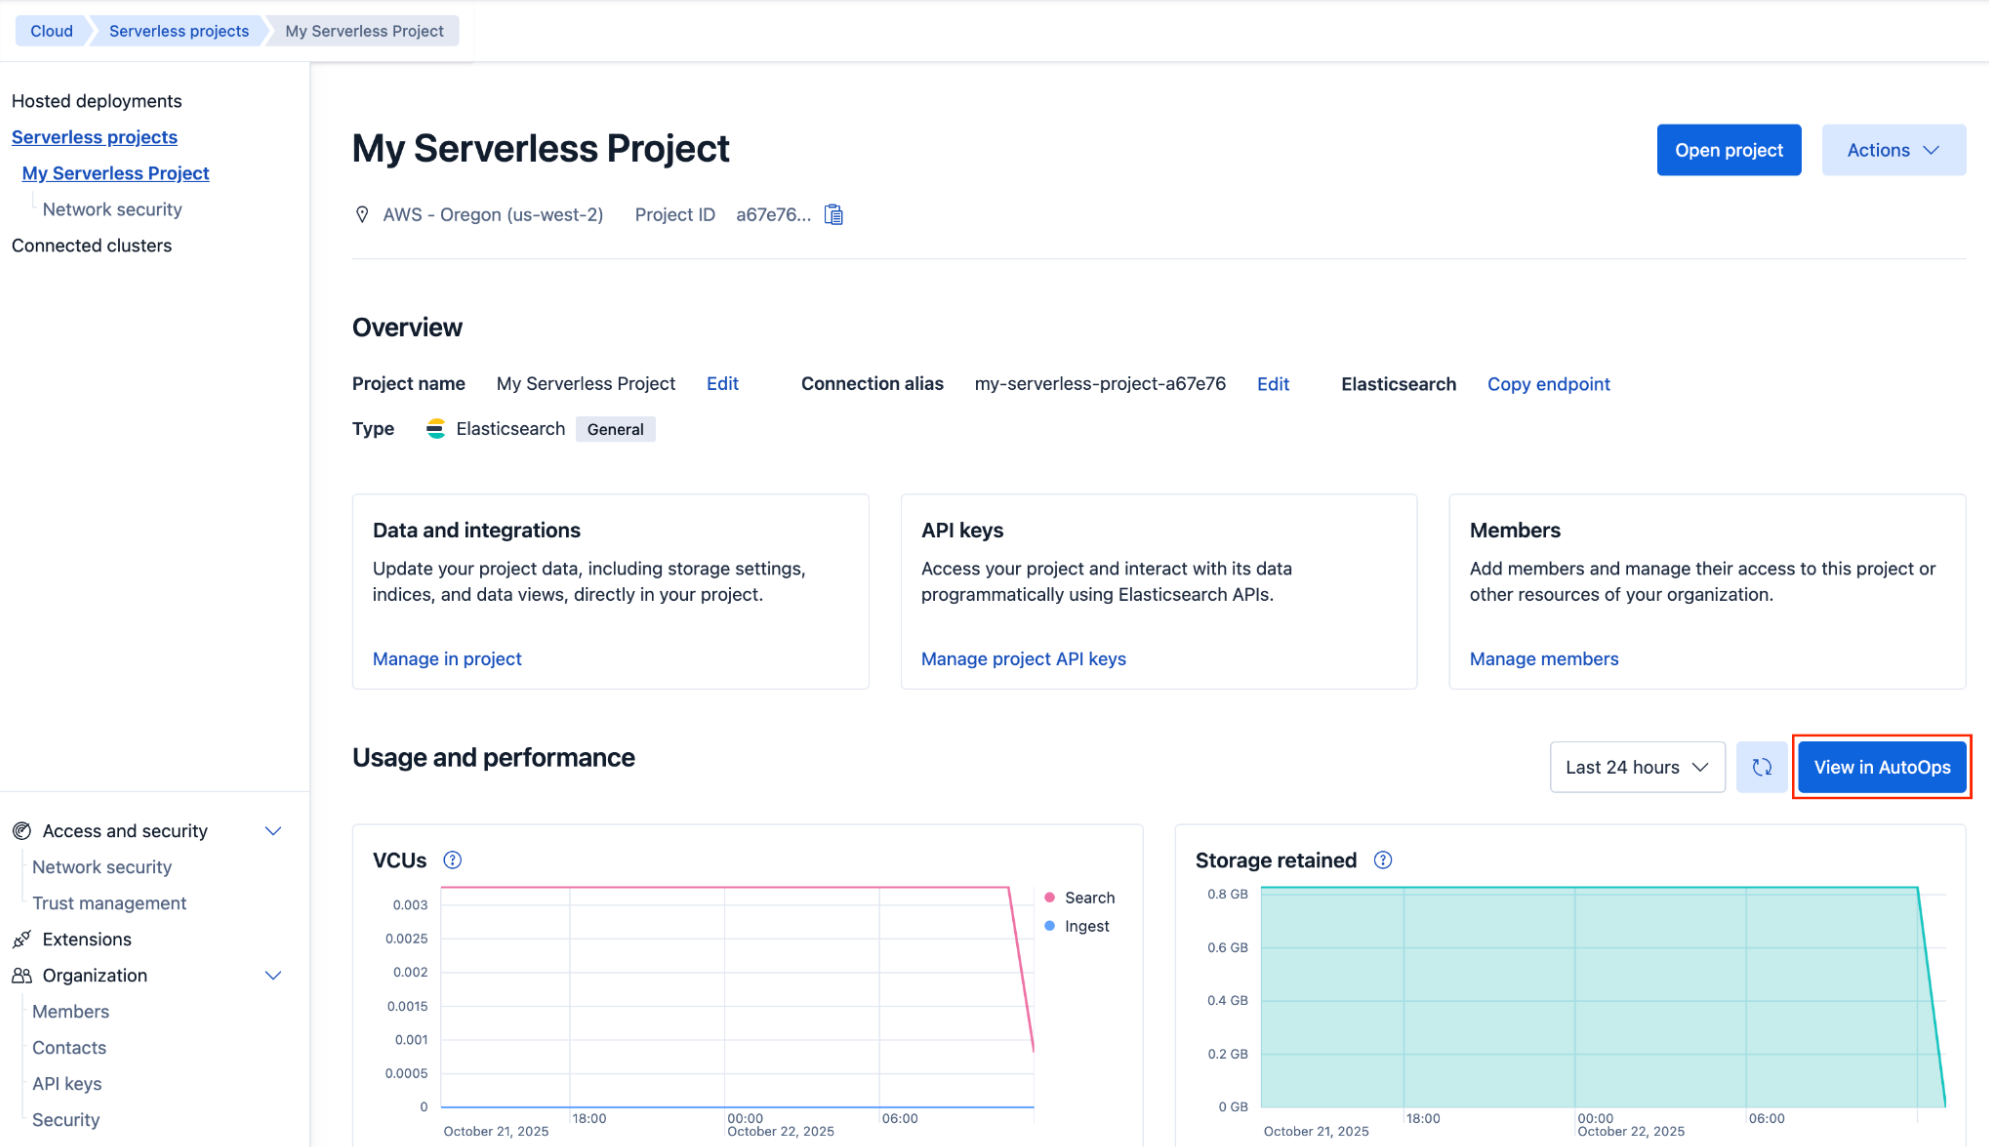 Cloud
Serverless projects
My Serverless Project
Hosted deployments
Serverless projects
My Serverless Project
Network security
Connected clusters
Access and security
Network security
Trust management
Extensions
Organization
Members
Contacts
API keys
Security
My Serverless Project
Open project
Actions
AWS - Oregon (us-west-2) Project ID a67e76...
Overview
Project name My Serverless Project Edit Connection alias my-serverless-project-a67e76 Edit Elasticsearch Copy endpoint
Type Elasticsearch General
Data and integrations
Update your project data, including storage settings,
indices, and data views, directly in your project.
Manage in project
API keys
Access your project and interact with its data
programmatically using Elasticsearch APIs.
Manage project API keys
Members
Add members and manage their access to this project or
other resources of your organization.
Manage members
Usage and performance
Last 24 hours
View in AutoOps
VCUs ?
0.003
0.0025
0.002
0.0015
0.001
0.0005
0
18:00 00:00 06:00
October 21, 2025 October 22, 2025
Search
Ingest
Storage retained ?
0.8 GB
0.6 GB
0.4 GB
0.2 GB
0 GB
18:00 00:00 06:00
October 21, 2025 October 22, 2025